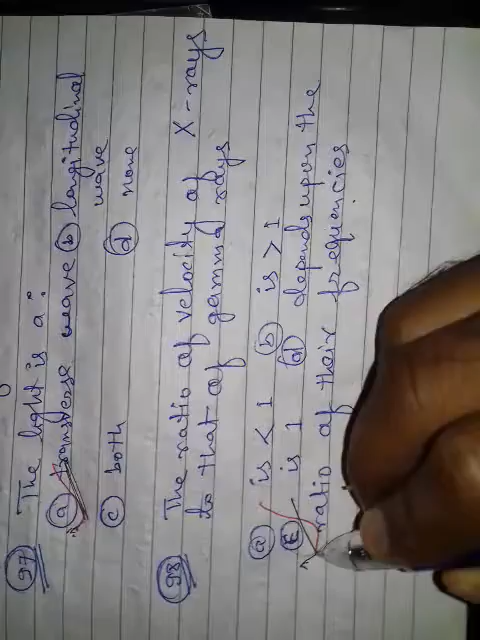 97 The light is a :
a transverse wave b longitudinal
wave
c both d none
98 The ratio of velocity of X-rays
to that of gamma rays
a is < 1 b is > 1
c is 1 d depends upon the
ratio of their frequencies.